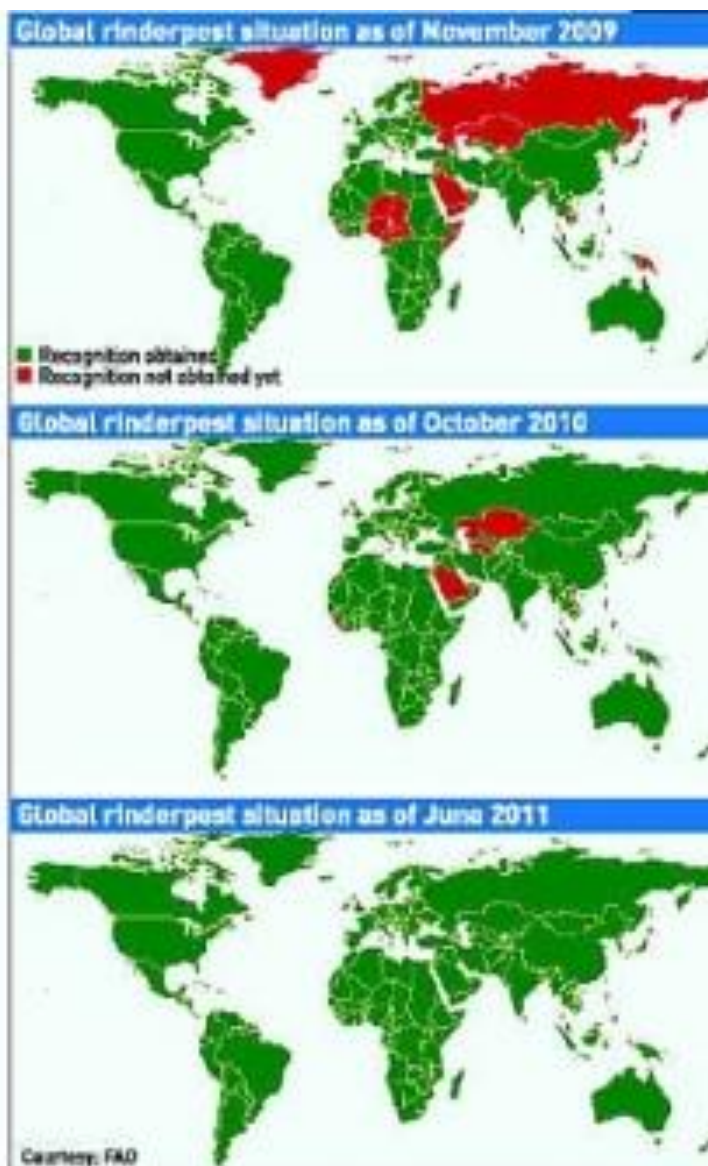 Global rinderpest situation as of November 2009
Recognition obtained
Recognition not obtained yet
Global rinderpest situation as of October 2010
Global rinderpest situation as of June 2011
Courtesy: FAO